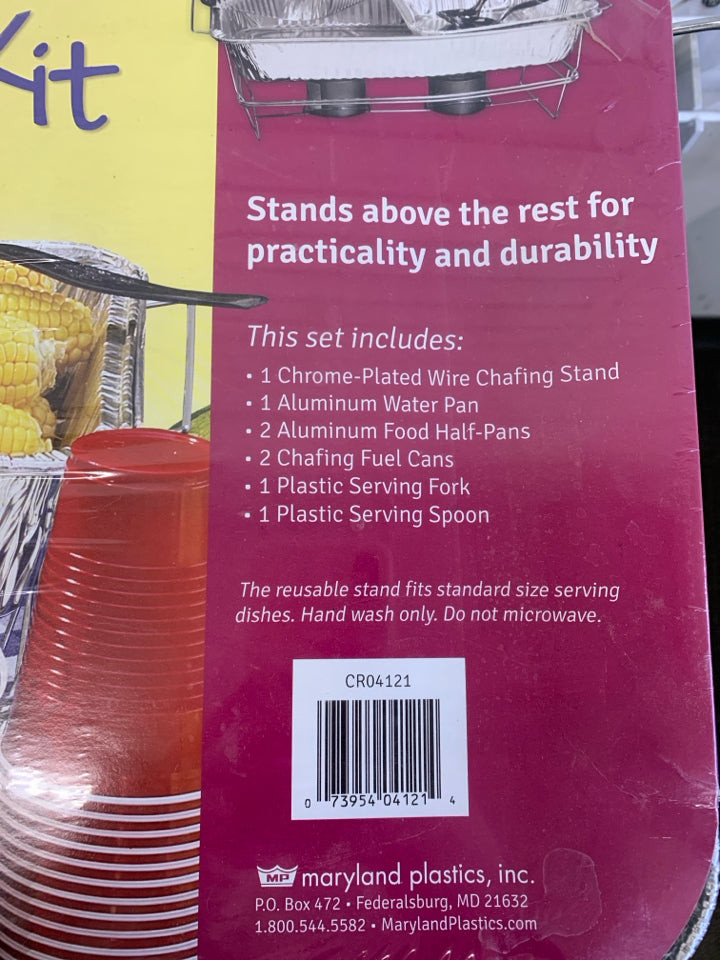 Kit
Stands above the rest for
practicality and durability
This set includes:
• 1 Chrome-Plated Wire Chafing Stand
• 1 Aluminum Water Pan
• 2 Aluminum Food Half-Pans
• 2 Chafing Fuel Cans
• 1 Plastic Serving Fork
• 1 Plastic Serving Spoon
The reusable stand fits standard size serving
dishes. Hand wash only. Do not microwave.
CR04121
0 73954 04121 4
MP maryland plastics, inc.
P.O. Box 472 • Federalsburg, MD 21632
1.800.544.5582 • MarylandPlastics.com